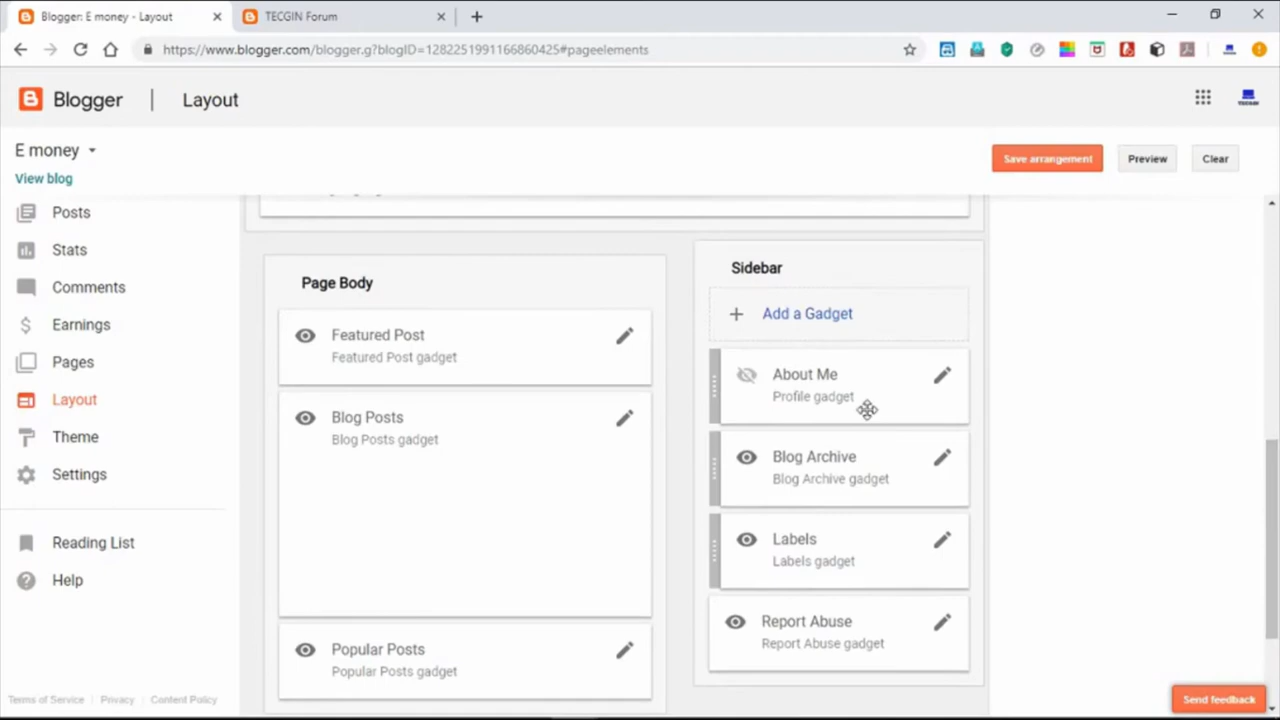 Blogger: E money - Layout
TECGIN Forum
https://www.blogger.com/blogger.g?blogID=1282251991166860425#pageelements
Blogger | Layout
TECGIN
E money
View blog
Save arrangement
Preview
Clear
Posts
Stats
Comments
Earnings
Pages
Layout
Theme
Settings
Reading List
Help
Terms of Service | Privacy | Content Policy
Page Body
Featured Post
Featured Post gadget
Blog Posts
Blog Posts gadget
Popular Posts
Popular Posts gadget
Sidebar
+ Add a Gadget
About Me
Profile gadget
Blog Archive
Blog Archive gadget
Labels
Labels gadget
Report Abuse
Report Abuse gadget
Send feedback